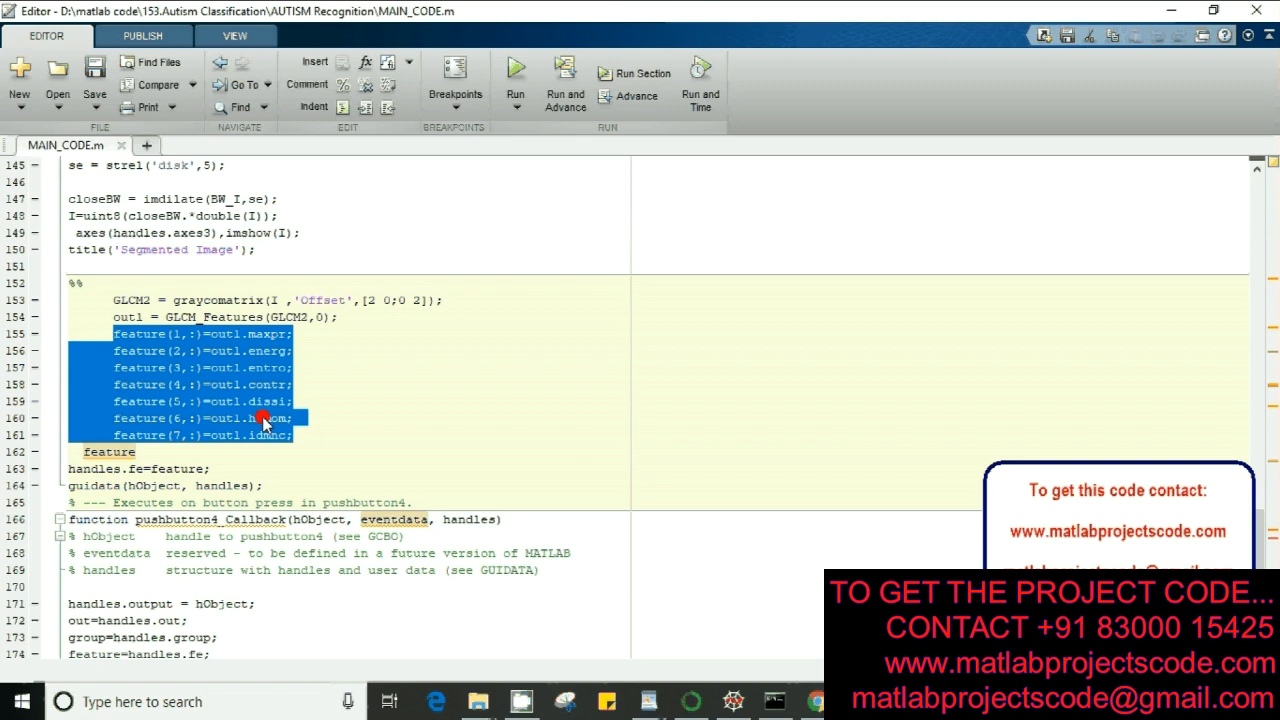 Editor - D:\matlab code\153.Autism Classification\AUTISM Recognition\MAIN_CODE.m
EDITOR PUBLISH VIEW
New Open Save Find Files Compare Print
Go To Find
Insert fx
Comment
Indent
Breakpoints
Run Run and Advance Run Section Advance Run and Time
FILE NAVIGATE EDIT BREAKPOINTS RUN
MAIN_CODE.m
145 - se = strel('disk',5);
146
147 - closeBW = imdilate(BW_I,se);
148 - I=uint8(closeBW.*double(I));
149 - axes(handles.axes3),imshow(I);
150 - title('Segmented Image');
151
152 %%
153 - GLCM2 = graycomatrix(I ,'Offset',[2 0;0 2]);
154 - out1 = GLCM_Features(GLCM2,0);
155 - feature(1,:)=out1.maxpr;
156 - feature(2,:)=out1.energ;
157 - feature(3,:)=out1.entro;
158 - feature(4,:)=out1.contr;
159 - feature(5,:)=out1.dissi;
160 - feature(6,:)=out1.h om;
161 - feature(7,:)=out1.idmnc;
162 - feature
163 - handles.fe=feature;
164 - guidata(hObject, handles);
165 % --- Executes on button press in pushbutton4.
166 function pushbutton4_Callback(hObject, eventdata, handles)
167 % hObject handle to pushbutton4 (see GCBO)
168 % eventdata reserved - to be defined in a future version of MATLAB
169 % handles structure with handles and user data (see GUIDATA)
170
171 - handles.output = hObject;
172 - out=handles.out;
173 - group=handles.group;
174 - feature=handles.fe;
To get this code contact:
www.matlabprojectscode.com
TO GET THE PROJECT CODE...
CONTACT +91 83000 15425
www.matlabprojectscode.com
matlabprojectscode@gmail.com
Type here to search